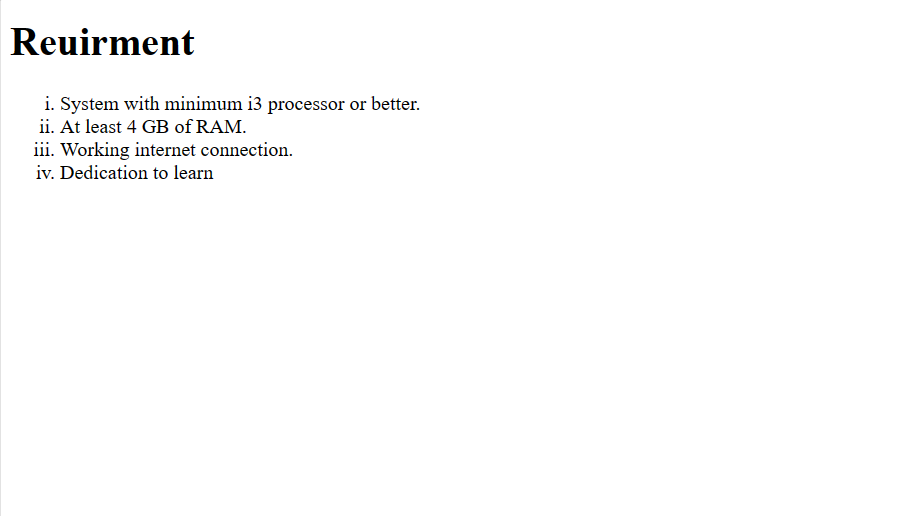 Reuirment
i. System with minimum i3 processor or better.
ii. At least 4 GB of RAM.
iii. Working internet connection.
iv. Dedication to learn